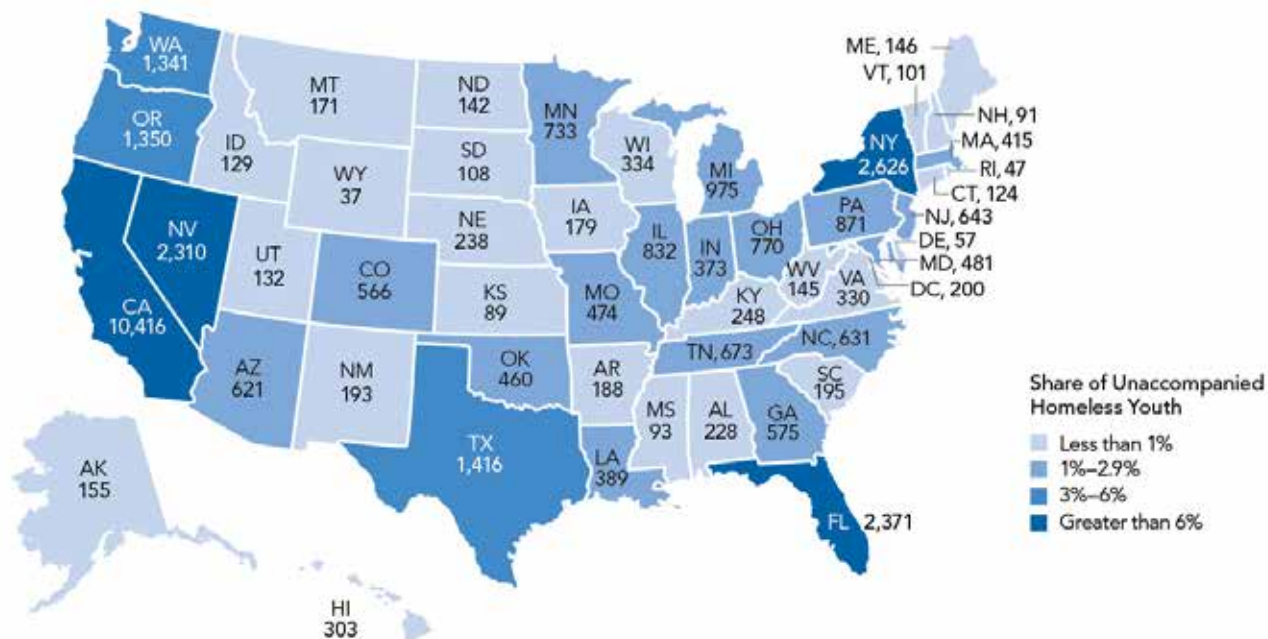 WA
1,341
OR
1,350
CA
10,416
NV
2,310
ID
129
MT
171
WY
37
UT
132
AZ
621
CO
566
NM
193
ND
142
SD
108
NE
238
KS
89
OK
460
TX
1,416
MN
733
IA
179
MO
474
AR
188
LA
389
WI
334
IL
832
MI
975
IN
373
OH
770
KY
248
TN, 673
MS
93
AL
228
GA
575
FL
2,371
SC
195
NC, 631
VA
330
WV
145
PA
871
NY
2,626
ME, 146
VT, 101
NH, 91
MA, 415
RI, 47
CT, 124
NJ, 643
DE, 57
MD, 481
DC, 200
AK
155
HI
303
Share of Unaccompanied
Homeless Youth
Less than 1%
1%–2.9%
3%–6%
Greater than 6%